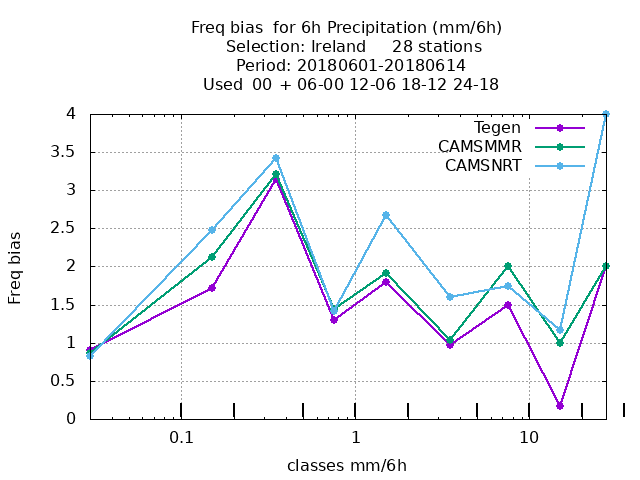 Freq bias  for 6h Precipitation (mm/6h)
Selection: Ireland     28 stations
Period: 20180601-20180614
Used  00  + 06-00 12-06 18-12 24-18
Tegen
CAMSMMR
CAMSNRT
4
3.5
3
2.5
2
1.5
1
0.5
0
Freq bias
0.1
1
10
classes mm/6h